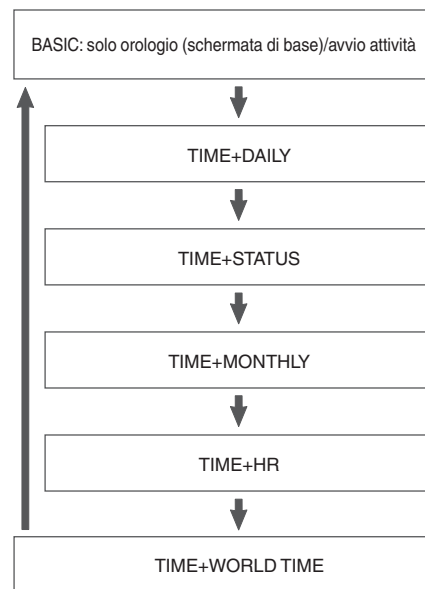 BASIC: solo orologio (schermata di base)/avvio attività
TIME+DAILY
TIME+STATUS
TIME+MONTHLY
TIME+HR
TIME+WORLD TIME